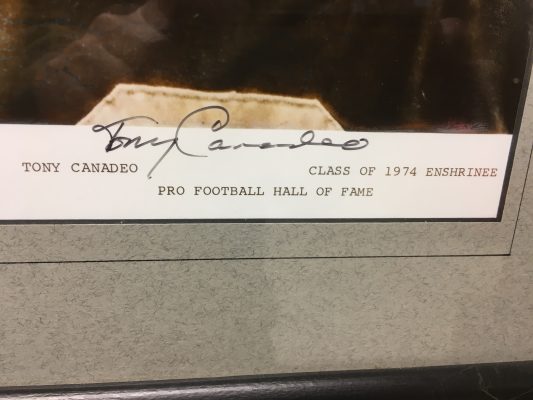 Tony Canadeo
TONY CANADEO CLASS OF 1974 ENSHRINEE
PRO FOOTBALL HALL OF FAME